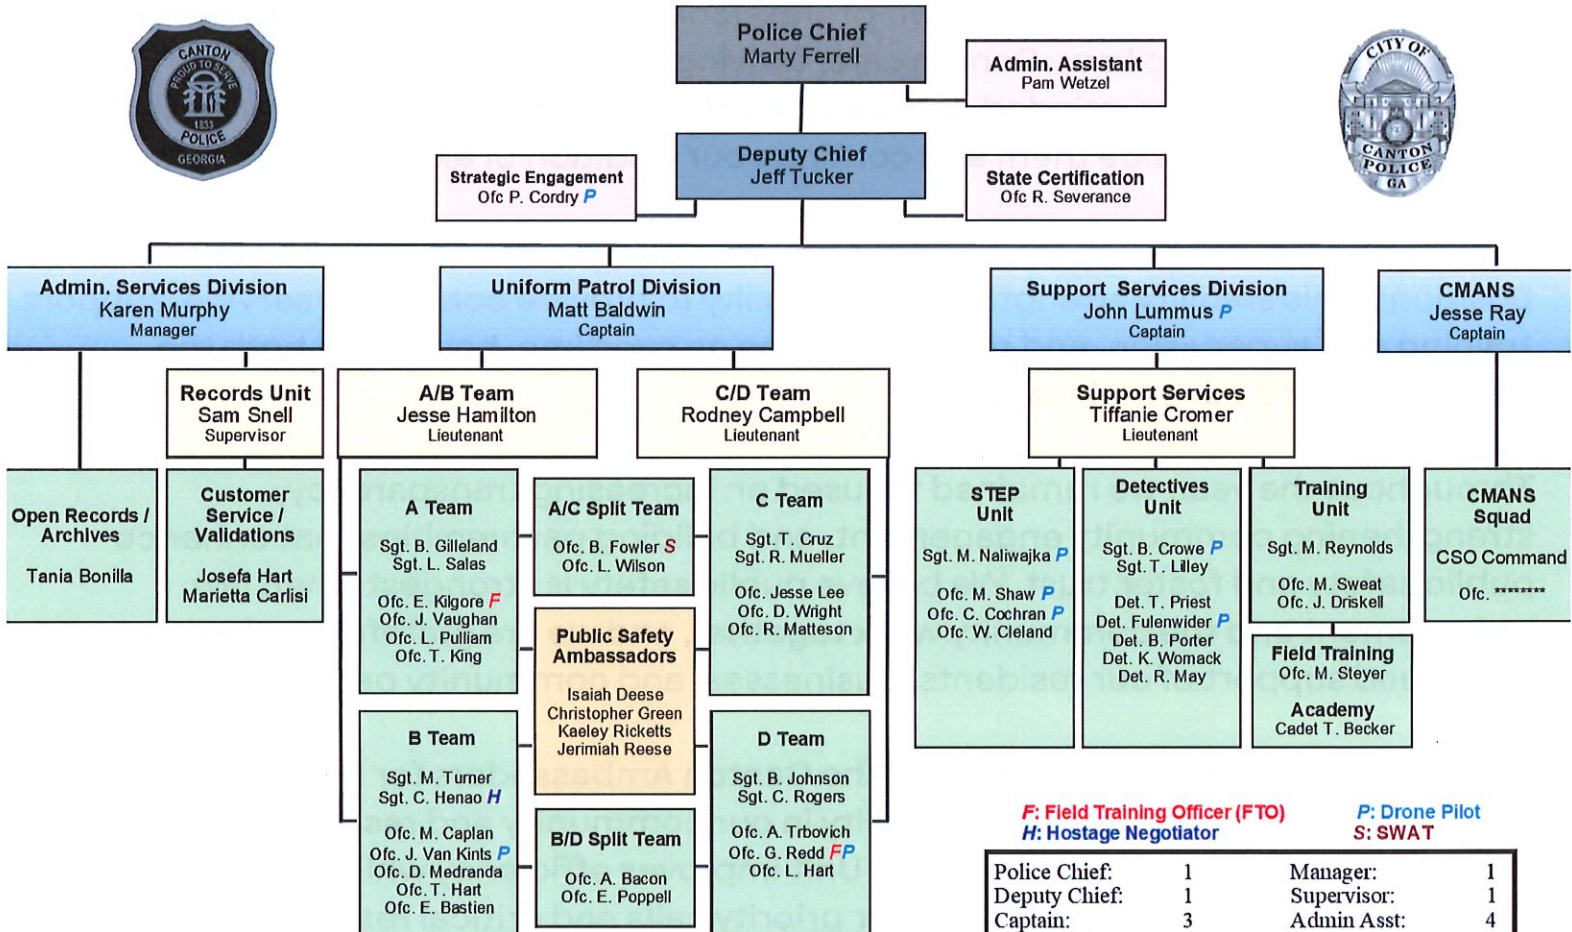 CANTON
PROUD TO SERVE
1833
POLICE
GEORGIA
Police Chief
Marty Ferrell
Admin. Assistant
Pam Wetzel
CITY OF
CANTON
POLICE
GA
Deputy Chief
Jeff Tucker
Strategic Engagement
Ofc P. Cordry P
State Certification
Ofc R. Severance
Admin. Services Division
Karen Murphy
Manager
Uniform Patrol Division
Matt Baldwin
Captain
Support Services Division
John Lummus P
Captain
CMANS
Jesse Ray
Captain
Records Unit
Sam Snell
Supervisor
A/B Team
Jesse Hamilton
Lieutenant
C/D Team
Rodney Campbell
Lieutenant
Support Services
Tiffanie Cromer
Lieutenant
Open Records /
Archives
Tania Bonilla
Customer
Service /
Validations
Josefa Hart
Marietta Carlisi
A Team
Sgt. B. Gilleland
Sgt. L. Salas
Ofc. E. Kilgore F
Ofc. J. Vaughan
Ofc. L. Pulliam
Ofc. T. King
A/C Split Team
Ofc. B. Fowler S
Ofc. L. Wilson
C Team
Sgt. T. Cruz
Sgt. R. Mueller
Ofc. Jesse Lee
Ofc. D. Wright
Ofc. R. Matteson
Public Safety
Ambassadors
Isaiah Deese
Christopher Green
Kaeley Ricketts
Jerimiah Reese
B Team
Sgt. M. Turner
Sgt. C. Henao H
Ofc. M. Caplan
Ofc. J. Van Kints P
Ofc. D. Medranda
Ofc. T. Hart
Ofc. E. Bastien
B/D Split Team
Ofc. A. Bacon
Ofc. E. Poppell
D Team
Sgt. B. Johnson
Sgt. C. Rogers
Ofc. A. Trbovich
Ofc. G. Redd FP
Ofc. L. Hart
STEP
Unit
Sgt. M. Naliwajka P
Ofc. M. Shaw P
Ofc. C. Cochran P
Ofc. W. Cleland
Detectives
Unit
Sgt. B. Crowe P
Sgt. T. Lilley
Det. T. Priest
Det. Fulenwider P
Det. B. Porter
Det. K. Womack
Det. R. May
Training
Unit
Sgt. M. Reynolds
Ofc. M. Sweat
Ofc. J. Driskell
Field Training
Ofc. M. Steyer
Academy
Cadet T. Becker
CMANS
Squad
CSO Command
Ofc. ********
F: Field Training Officer (FTO) P: Drone Pilot
H: Hostage Negotiator S: SWAT
Police Chief: 1 Manager: 1
Deputy Chief: 1 Supervisor: 1
Captain: 3 Admin Asst: 4